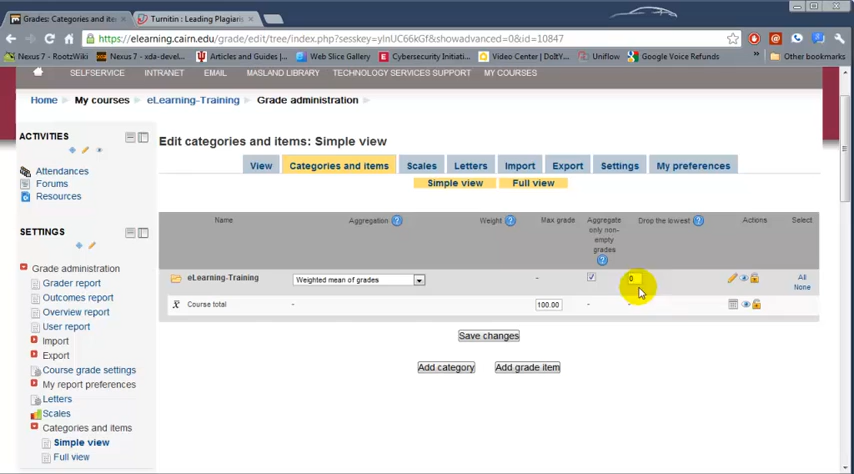 Grades: Categories and ite
Turnitin : Leading Plagiaris
https://elearning.cairn.edu/grade/edit/tree/index.php?sesskey=yInUC66kGf&showadvanced=0&id=10847
Nexus 7 - RootzWiki
Nexus 7 - xda-devel
Articles and Guides |...
Web Slice Gallery
Cybersecurity Initiati...
Video Center | DoItY...
Uniflow
Google Voice Refunds
»
Other bookmarks
SELFSERVICE
INTRANET
EMAIL
MASLAND LIBRARY
TECHNOLOGY SERVICES SUPPORT
MY COURSES
Home
My courses
eLearning-Training
Grade administration
ACTIVITIES
Attendances
Forums
Resources
SETTINGS
Grade administration
Grader report
Outcomes report
Overview report
User report
Import
Export
Course grade settings
My report preferences
Letters
Scales
Categories and items
Simple view
Full view
Edit categories and items: Simple view
View
Categories and items
Scales
Letters
Import
Export
Settings
My preferences
Simple view
Full view
Name
Aggregation
Weight
Max grade
Aggregate only non-empty grades
Drop the lowest
Actions
Select
eLearning-Training
Weighted mean of grades
-
0
All
None
Course total
-
100.00
-
-
Save changes
Add category
Add grade item